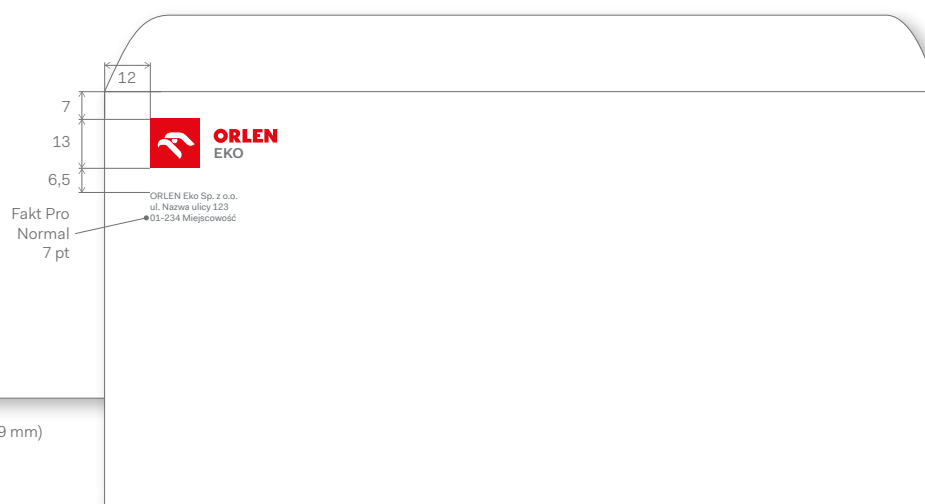 12
7
13
6,5
ORLEN
EKO
ORLEN Eko Sp. z o.o.
ul. Nazwa ulicy 123
01-234 Miejscowość
Fakt Pro
Normal
7 pt
9 mm)